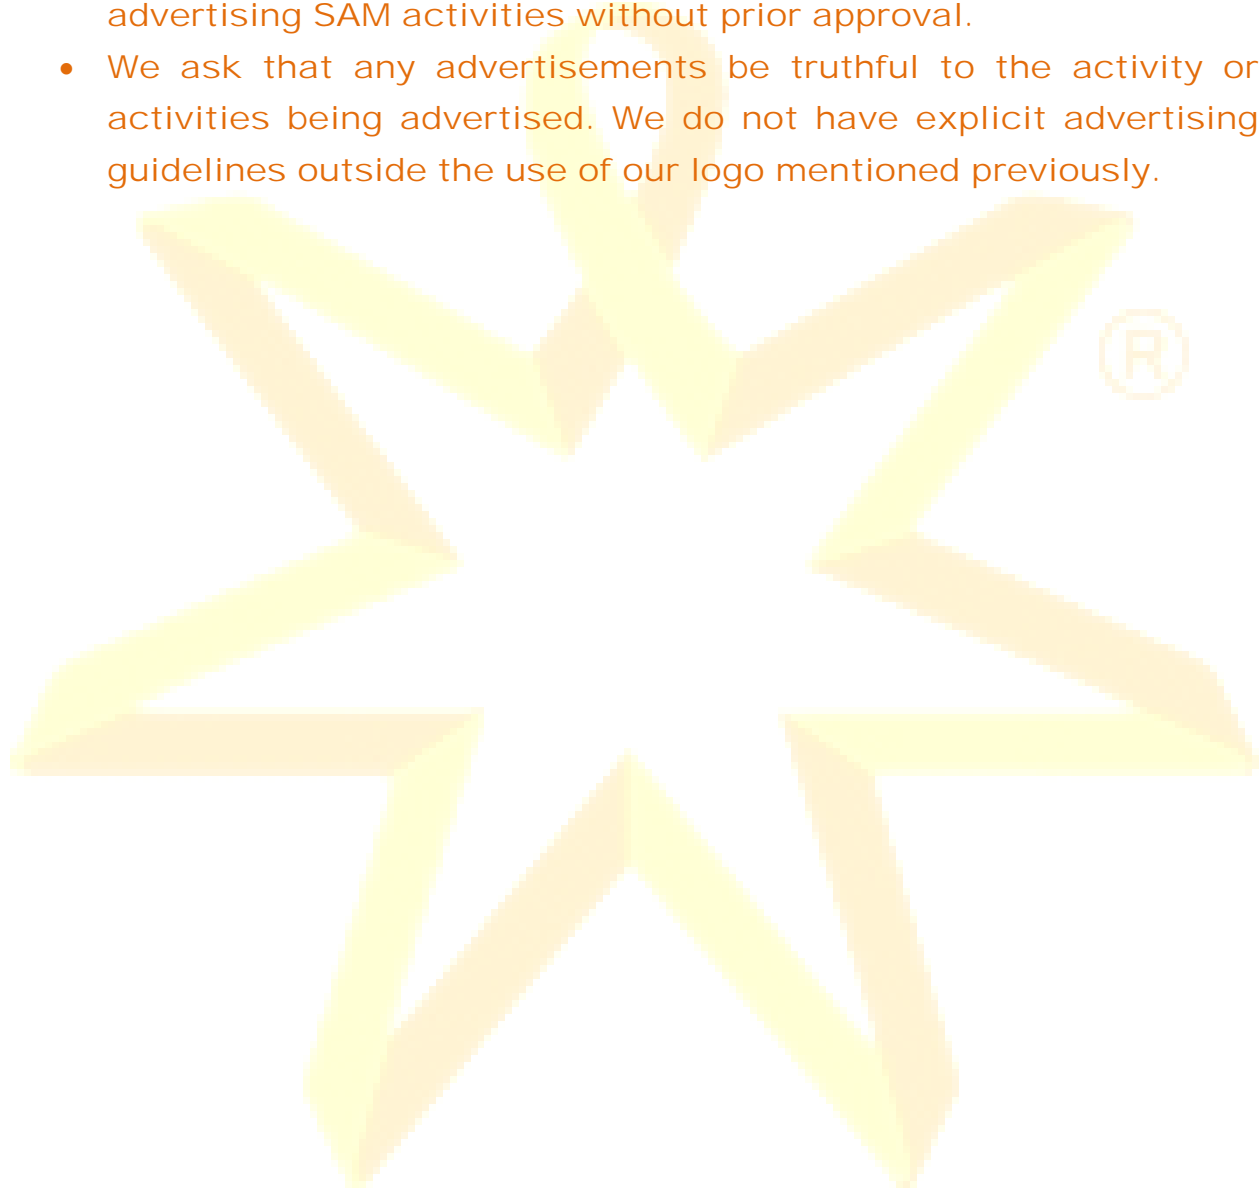 advertising SAM activities without prior approval.
• We ask that any advertisements be truthful to the activity or
activities being advertised. We do not have explicit advertising
guidelines outside the use of our logo mentioned previously.
®